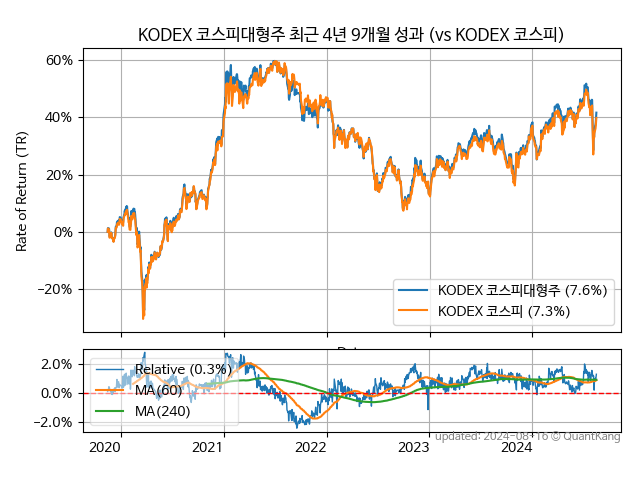 KODEX 코스피대형주 최근 4년 9개월 성과 (vs KODEX 코스피)
Rate of Return (TR)
60%
40%
20%
0%
−20%
KODEX 코스피대형주 (7.6%)
KODEX 코스피 (7.3%)
2.0%
0.0%
−2.0%
Relative (0.3%)
MA(60)
MA(240)
2020
2021
2022
2023
2024
updated: 2024-08-16 © QuantKang